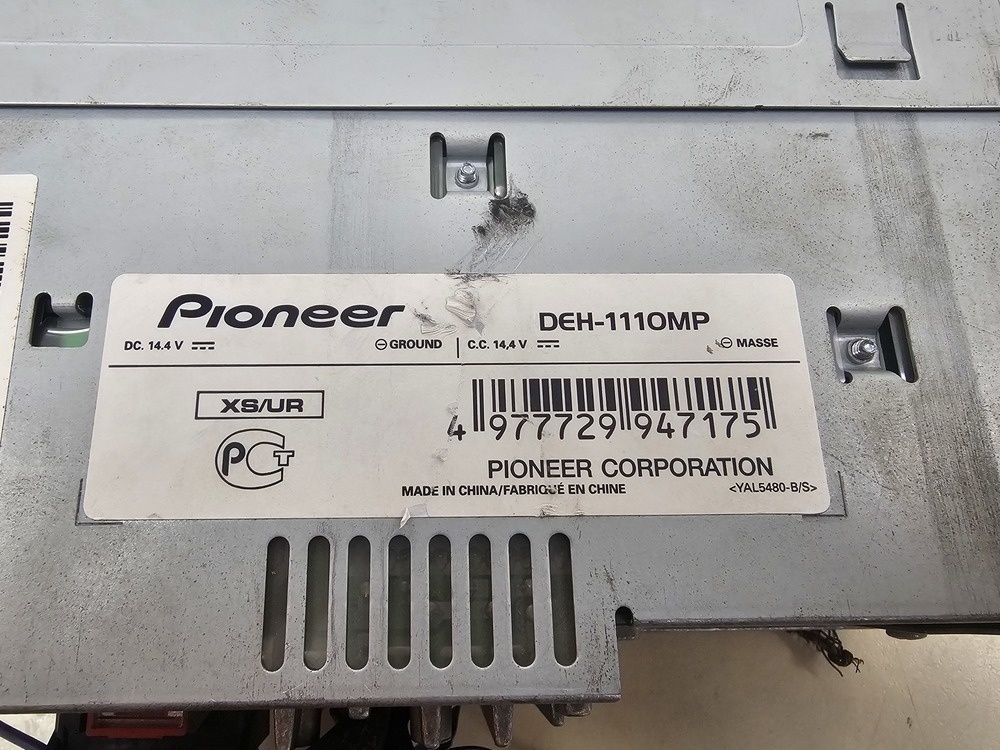 Pioneer DEH-1110MP
DC. 14.4 V ⎓ ⊖ GROUND | C.C. 14,4 V ⎓ ⊖ MASSE
XS/UR
РСТ
4 977729 947175
PIONEER CORPORATION
MADE IN CHINA/FABRIQUÉ EN CHINE <YAL5480-B/S>